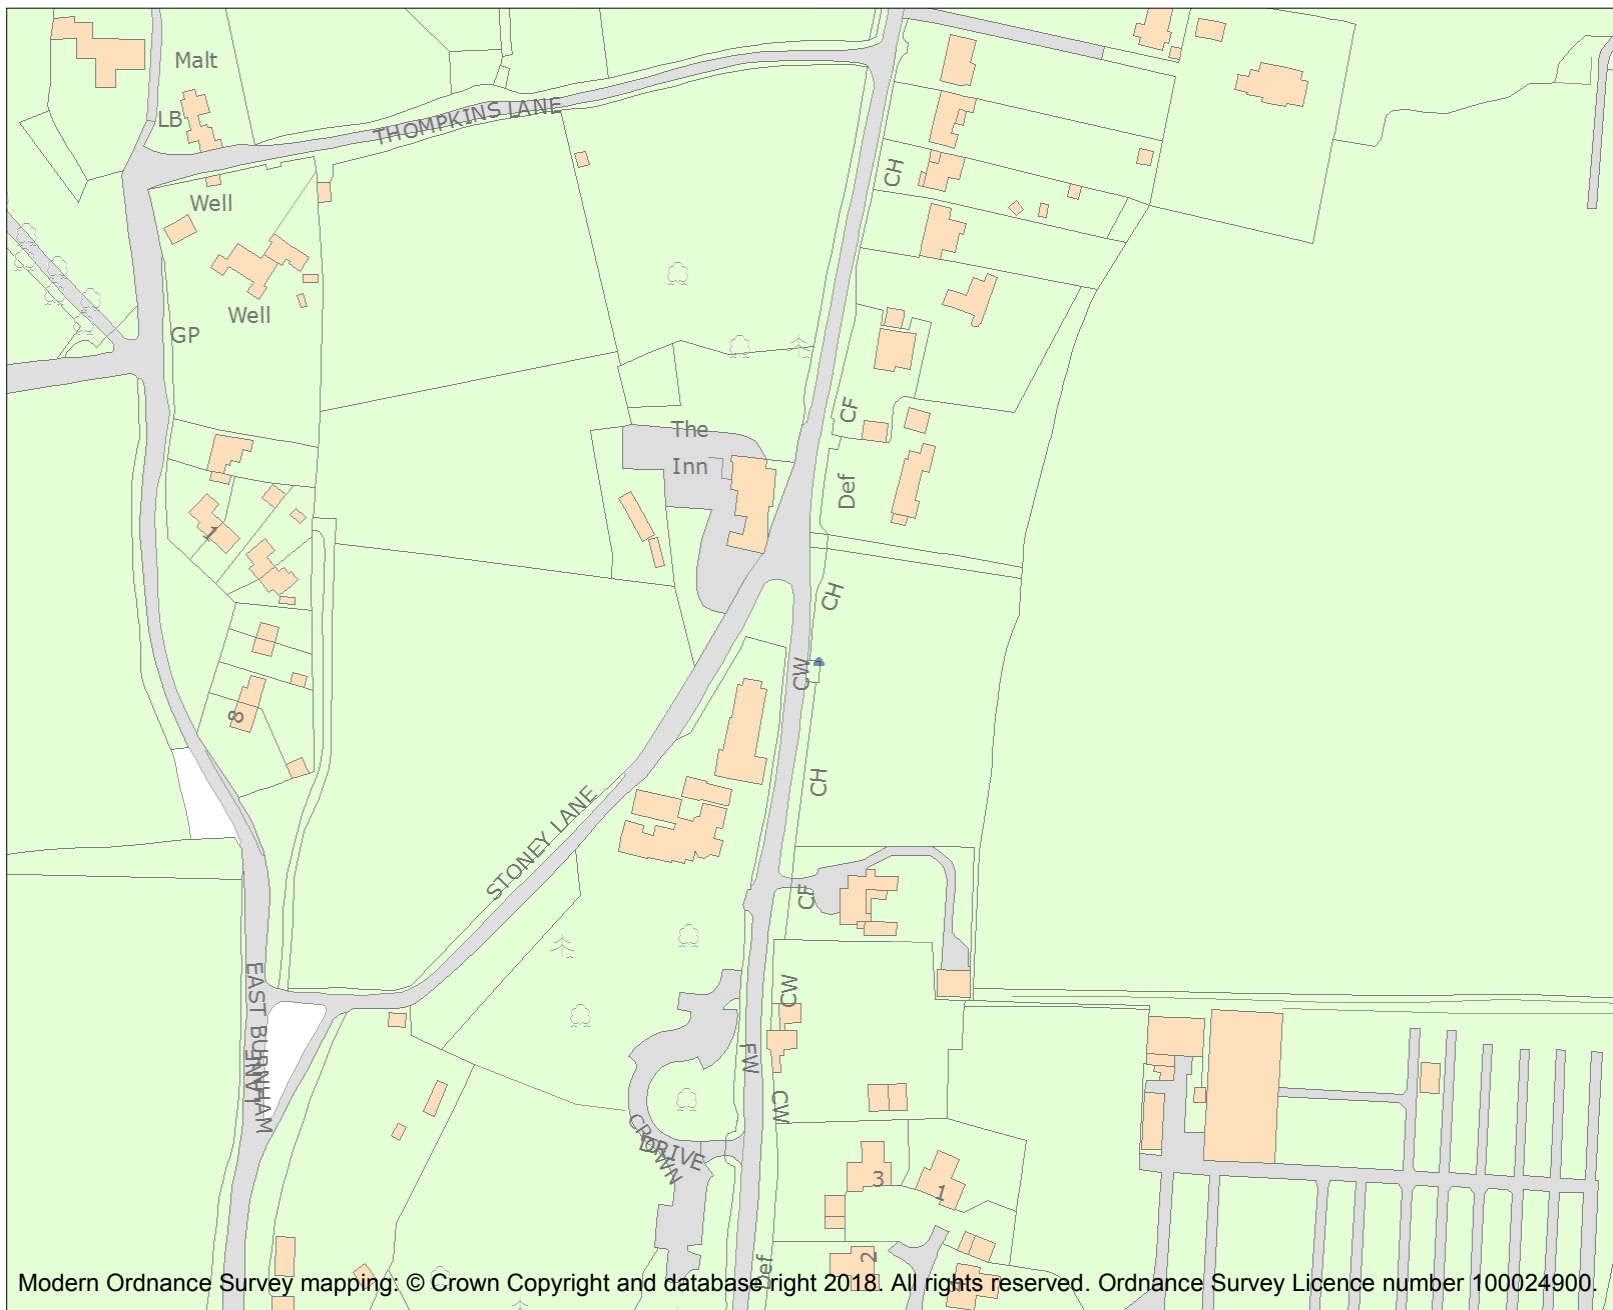 Malt
LB
THOMPKINS LANE
CH
Well
Well
GP
CF
The
Inn
Def
1
CH
CW
8
CH
STONEY LANE
CF
EAST BURNHAM
LANE
CW
FW
CW
CROWN
DRIVE
3
1
2
Def
Modern Ordnance Survey mapping: © Crown Copyright and database right 2018. All rights reserved. Ordnance Survey Licence number 100024900.